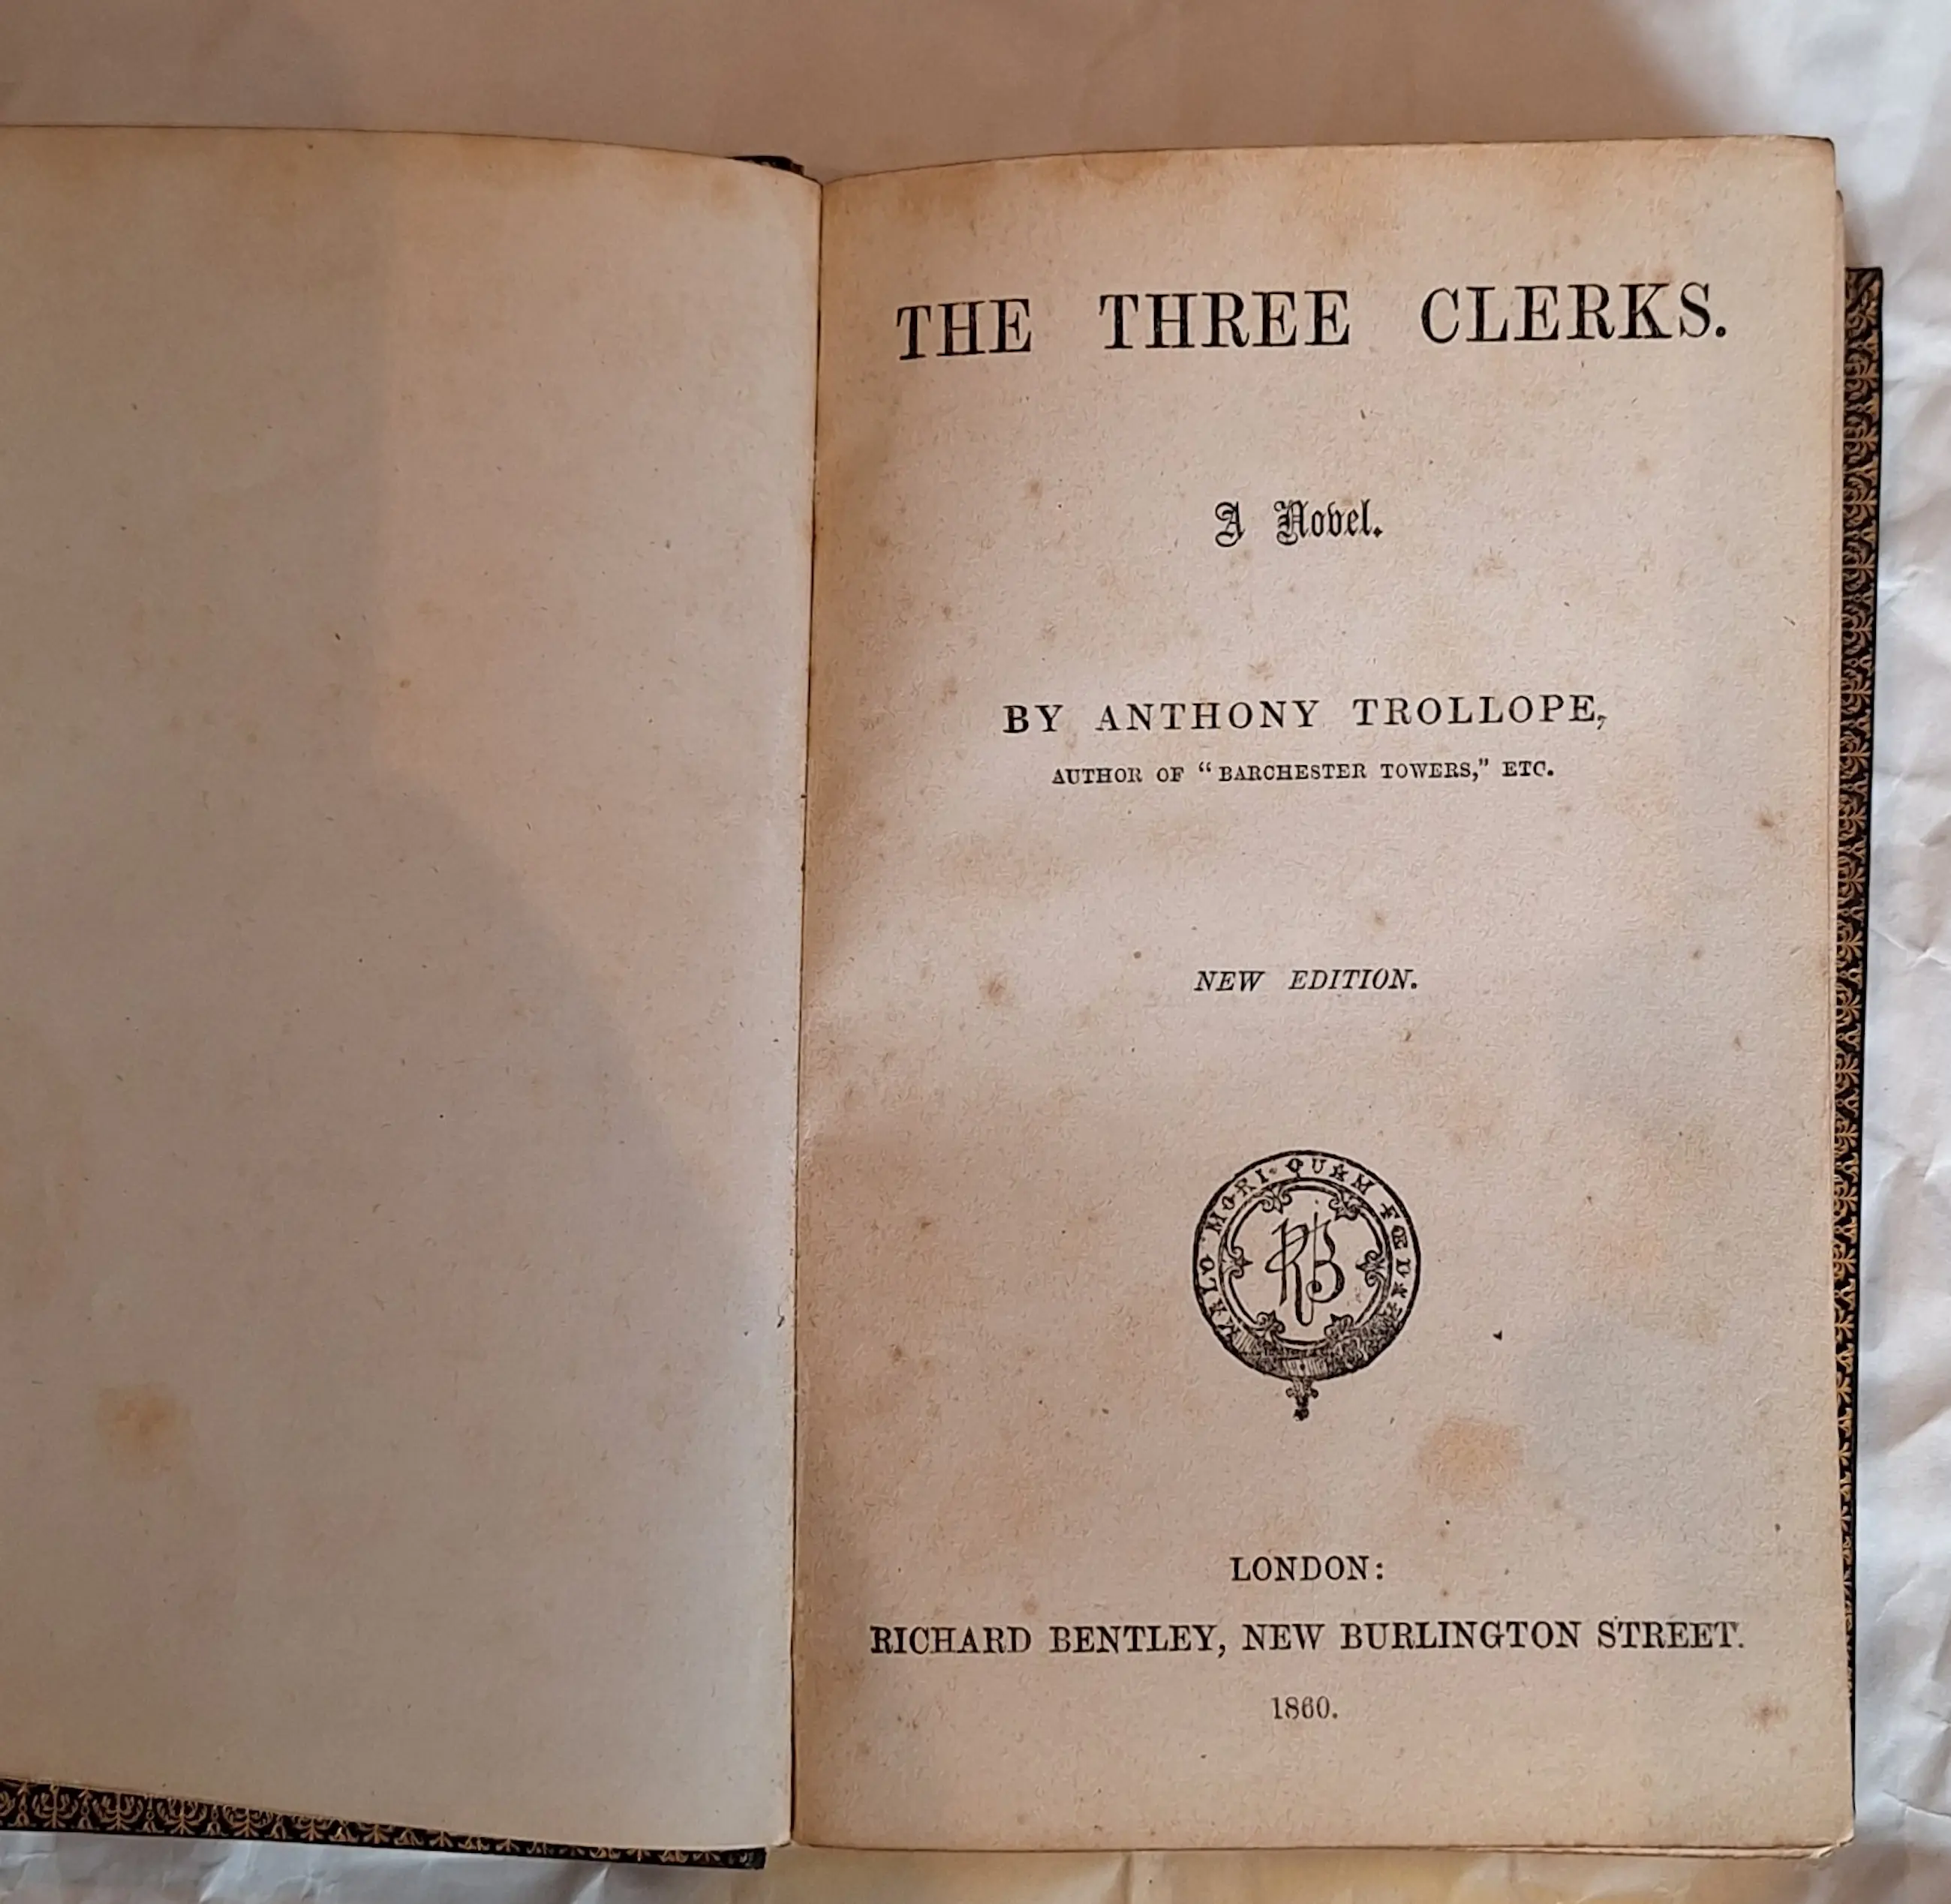 THE THREE CLERKS.
A Novel.
BY ANTHONY TROLLOPE,
AUTHOR OF “BARCHESTER TOWERS,” ETC.
NEW EDITION.
MALO MORI QUAM FŒDARI
RB
LONDON:
RICHARD BENTLEY, NEW BURLINGTON STREET.
1860.